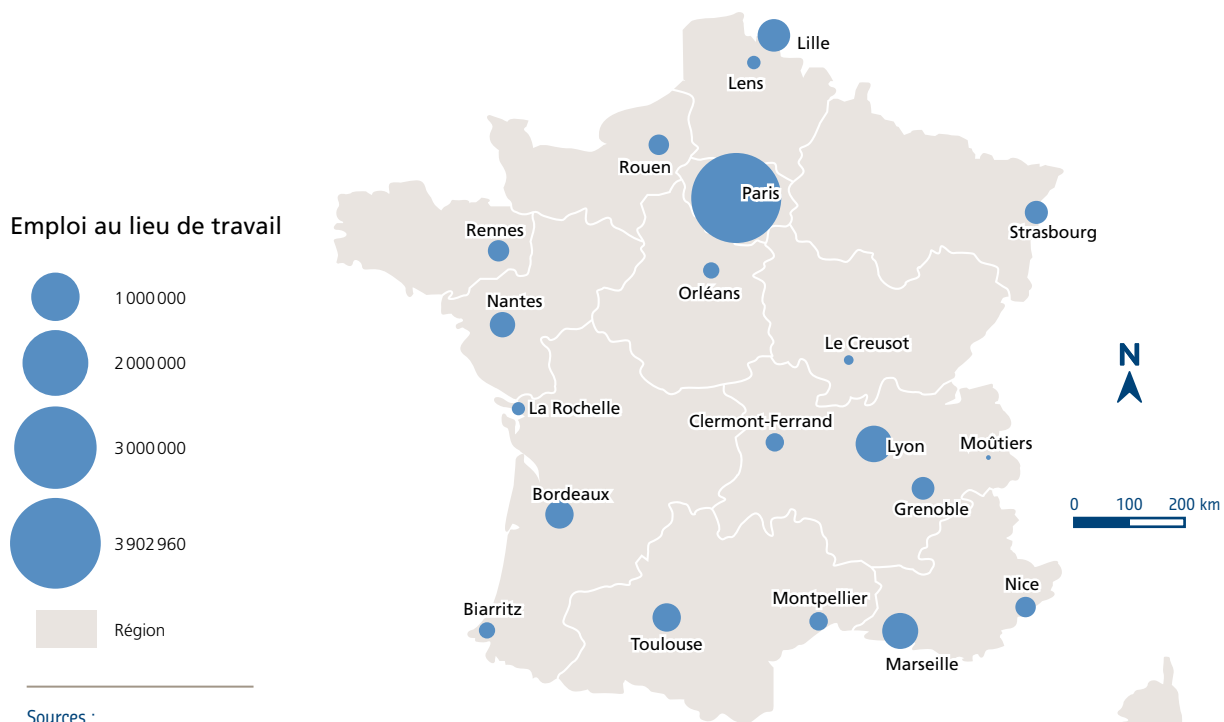 Lille
Lens
Rouen
Paris
Strasbourg
Emploi au lieu de travail
Rennes
Orléans
1 000 000
Nantes
Le Creusot
N
2 000 000
La Rochelle
Clermont-Ferrand
Lyon
Moûtiers
3 000 000
Bordeaux
Grenoble
0 100 200 km
3 902 960
Nice
Biarritz
Montpellier
Région
Toulouse
Marseille
Sources :